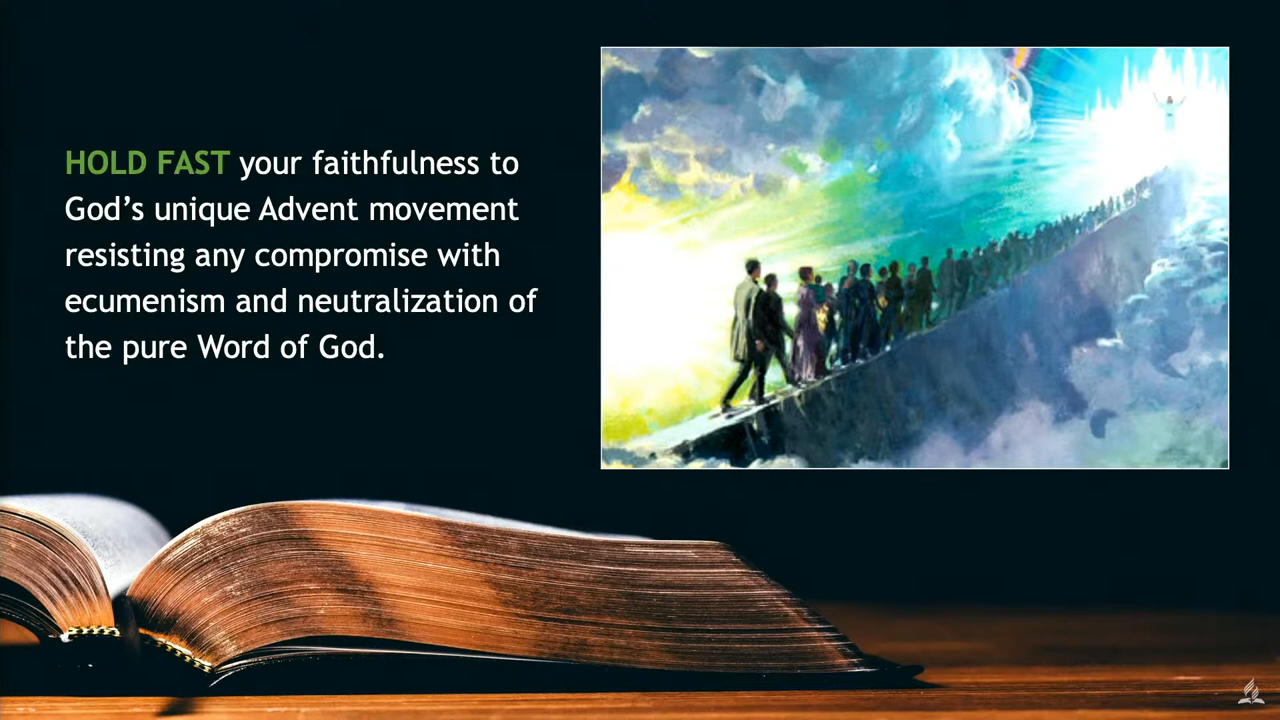 HOLD FAST your faithfulness to
God’s unique Advent movement
resisting any compromise with
ecumenism and neutralization of
the pure Word of God.